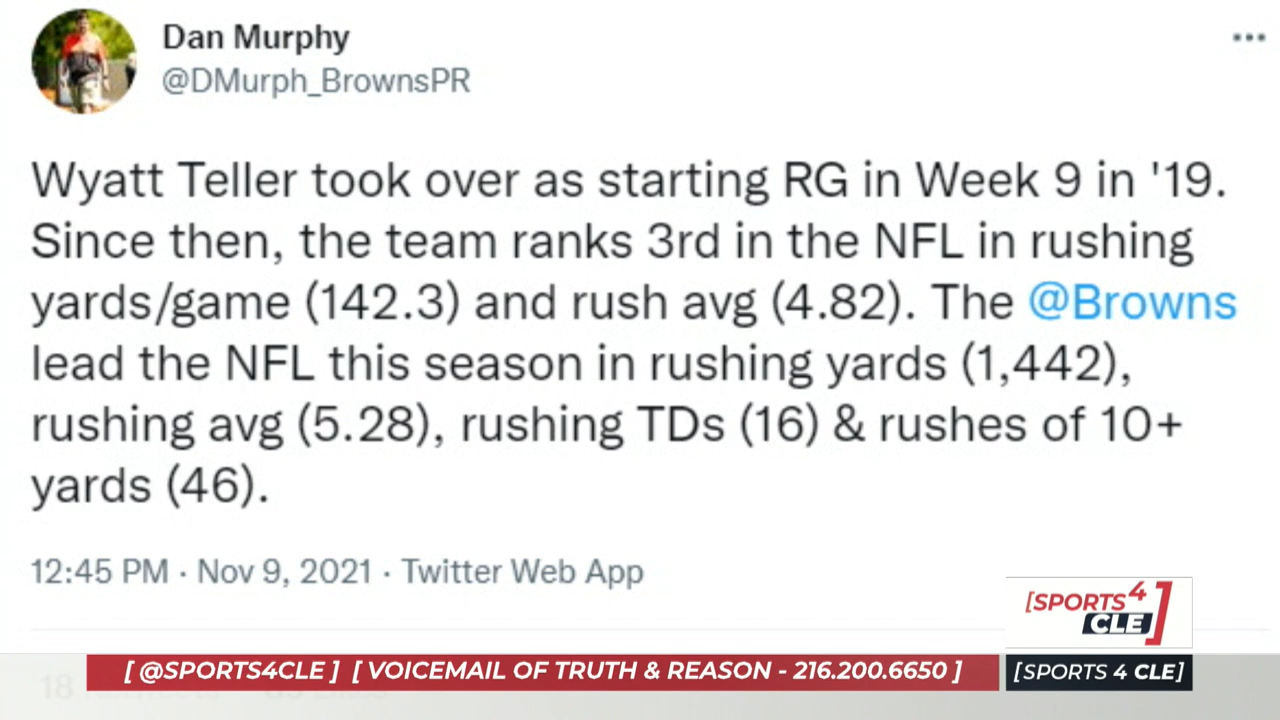 Dan Murphy
@DMurph_BrownsPR
Wyatt Teller took over as starting RG in Week 9 in '19.
Since then, the team ranks 3rd in the NFL in rushing
yards/game (142.3) and rush avg (4.82). The @Browns
lead the NFL this season in rushing yards (1,442),
rushing avg (5.28), rushing TDs (16) & rushes of 10+
yards (46).
12:45 PM · Nov 9, 2021 · Twitter Web App
[SPORTS4
CLE]
[ @SPORTS4CLE ] [ VOICEMAIL OF TRUTH & REASON - 216.200.6650 ]
[SPORTS 4 CLE]
18